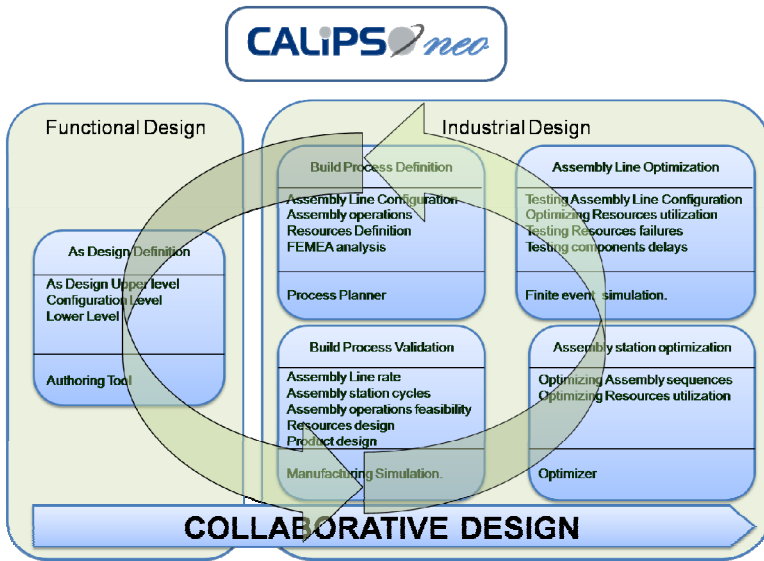 CALiPSO neo
Functional Design
Industrial Design
As Design Definition
As Design Upper level
Configuration Level
Lower Level
Authoring Tool
Build Process Definition
Assembly Line Configuration
Assembly operations
Resources Definition
FEMEA analysis
Process Planner
Assembly Line Optimization
Testing Assembly Line Configuration
Optimizing Resources utilization
Testing Resources failures
Testing components delays
Finite event simulation.
Build Process Validation
Assembly Line rate
Assembly station cycles
Assembly operations feasibility
Resources design
Product design
Manufacturing Simulation.
Assembly station optimization
Optimizing Assembly sequences
Optimizing Resources utilization
Optimizer
COLLABORATIVE DESIGN